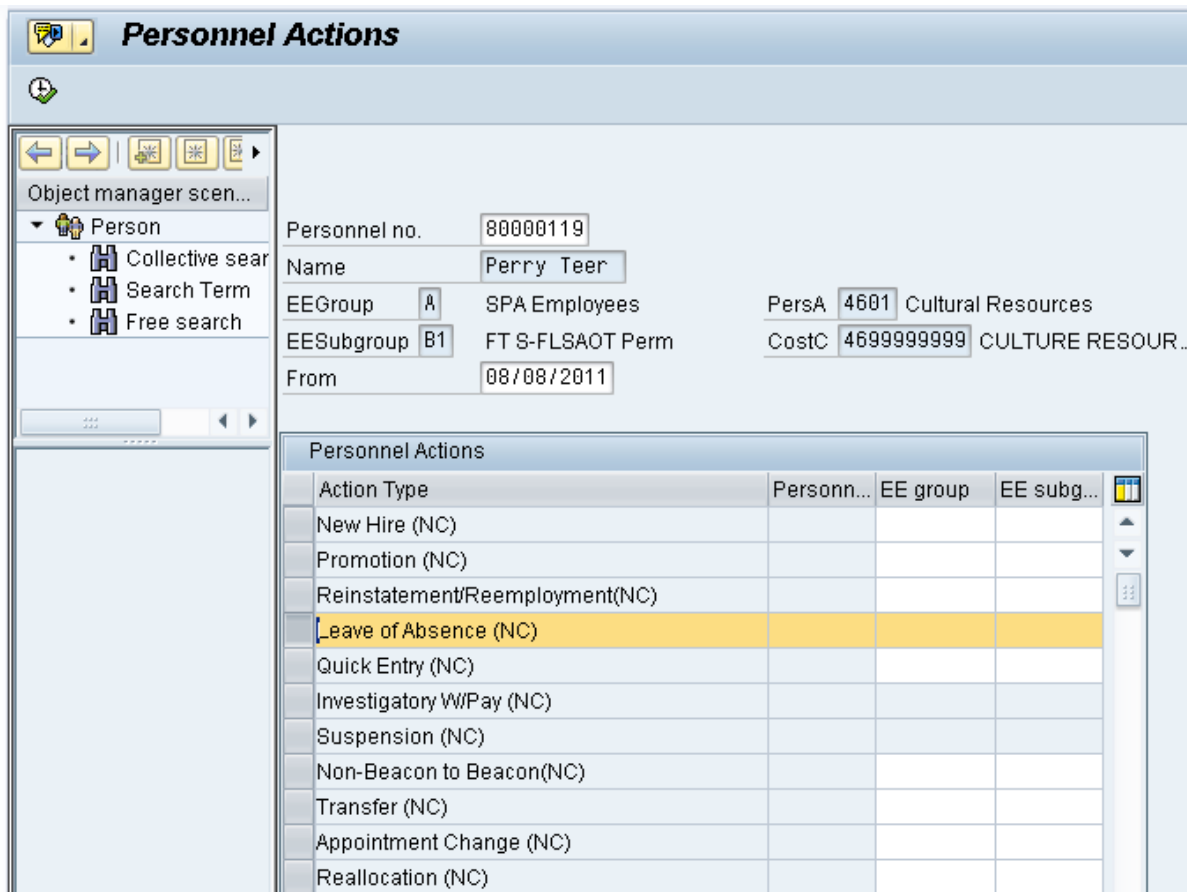 Personnel Actions
Object manager scen...
Person
Collective sear
Search Term
Free search
Personnel no. 80000119
Name Perry Teer
EEGroup A SPA Employees PersA 4601 Cultural Resources
EESubgroup B1 FT S-FLSAOT Perm CostC 4699999999 CULTURE RESOUR..
From 08/08/2011
Personnel Actions
Action Type Personn... EE group EE subg...
New Hire (NC)
Promotion (NC)
Reinstatement/Reemployment(NC)
Leave of Absence (NC)
Quick Entry (NC)
Investigatory W/Pay (NC)
Suspension (NC)
Non-Beacon to Beacon(NC)
Transfer (NC)
Appointment Change (NC)
Reallocation (NC)